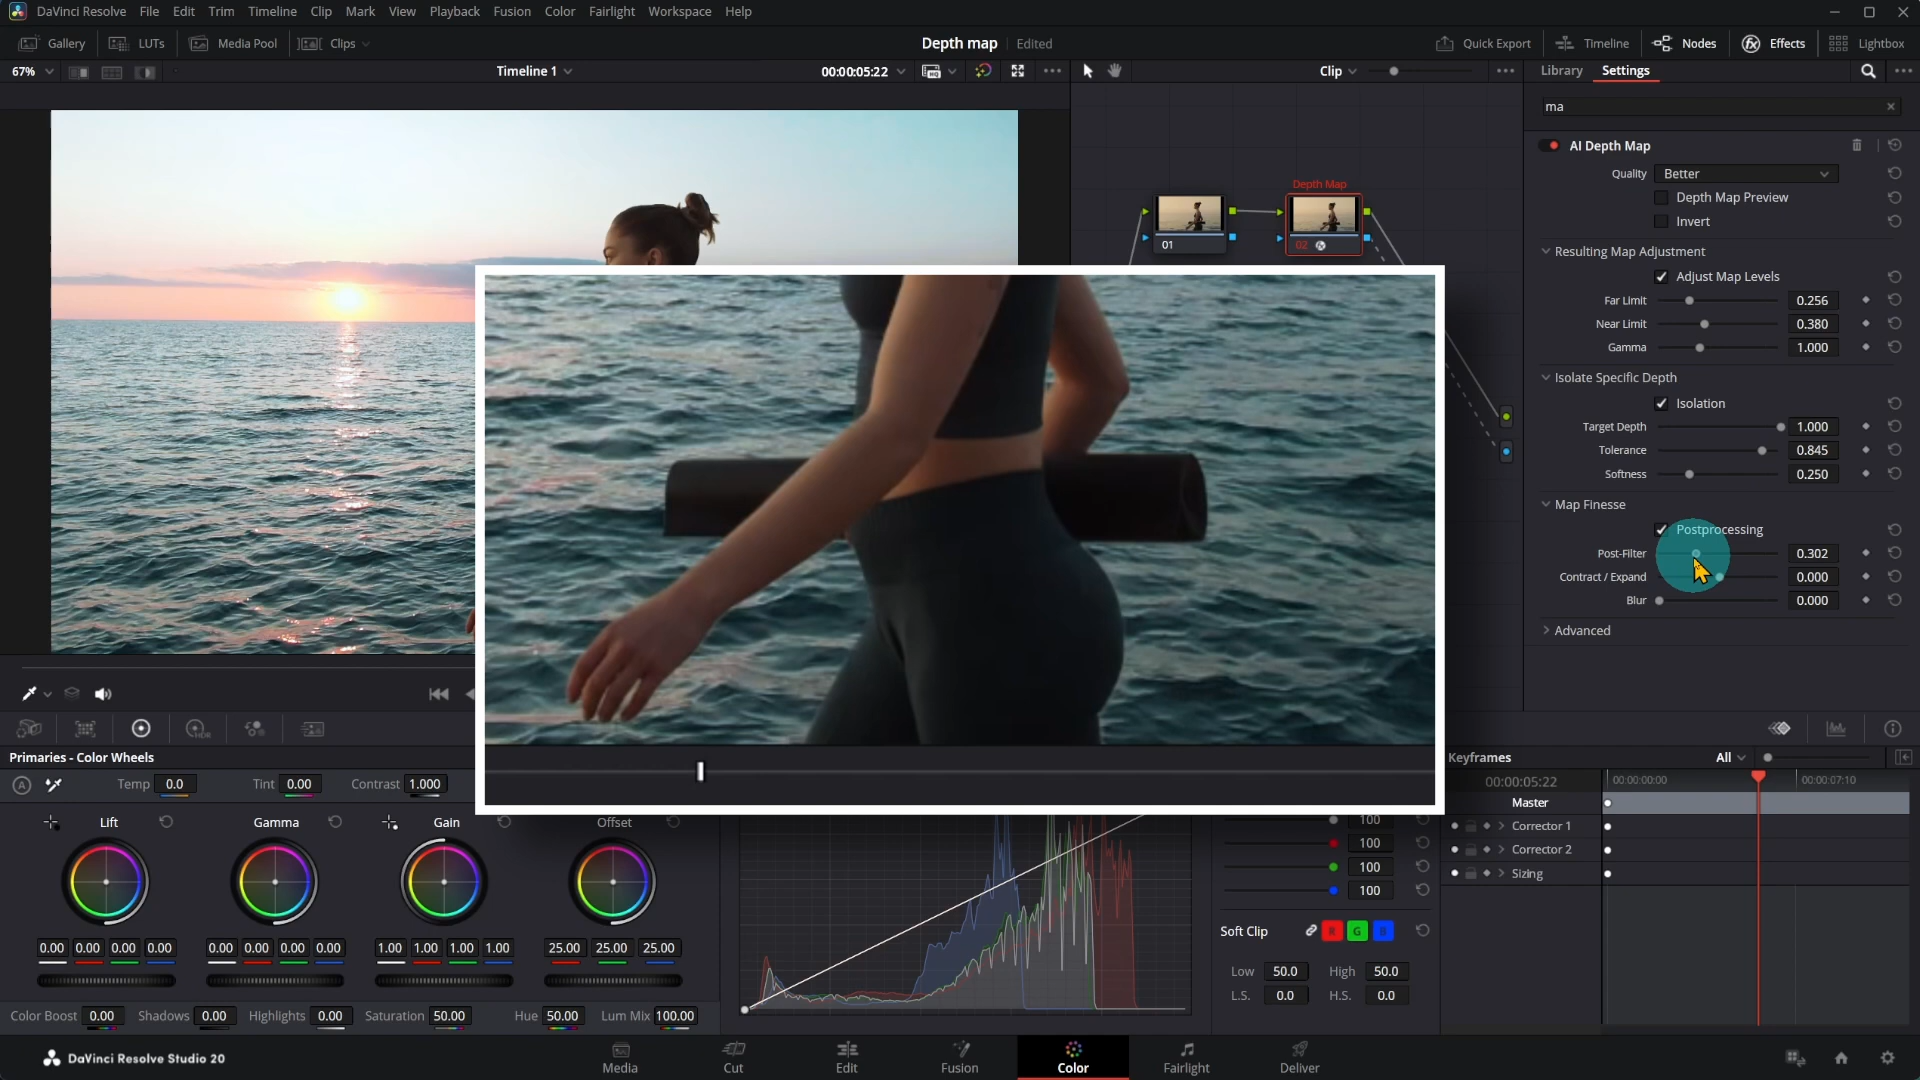 DaVinci Resolve File Edit Trim Timeline Clip Mark View Playback Fusion Color Fairlight Workspace Help
Gallery LUTs Media Pool Clips Depth map Edited Quick Export Timeline Nodes Effects Lightbox
67% Timeline 1 00:00:05:22 HQ Clip Library Settings
ma
AI Depth Map
Quality Better
Depth Map Preview
Invert
Resulting Map Adjustment
Adjust Map Levels
Far Limit 0.256
Near Limit 0.380
Gamma 1.000
Isolate Specific Depth
Isolation
Target Depth 1.000
Tolerance 0.845
Softness 0.250
Map Finesse
Postprocessing
Post-Filter 0.302
Contract / Expand 0.000
Blur 0.000
Advanced
Depth Map
01 02
HDR
Primaries - Color Wheels
A Temp 0.0 Tint 0.00 Contrast 1.000
Lift Gamma Gain Offset
0.00 0.00 0.00 0.00 0.00 0.00 0.00 0.00 1.00 1.00 1.00 1.00 25.00 25.00 25.00
Color Boost 0.00 Shadows 0.00 Highlights 0.00 Saturation 50.00 Hue 50.00 Lum Mix 100.00
100
100
100
100
Soft Clip R G B
Low 50.0 High 50.0
L.S. 0.0 H.S. 0.0
Keyframes All
00:00:05:22 00:00:00:00 00:00:07:10
Master
Corrector 1
Corrector 2
Sizing
DaVinci Resolve Studio 20
Media Cut Edit Fusion Color Fairlight Deliver